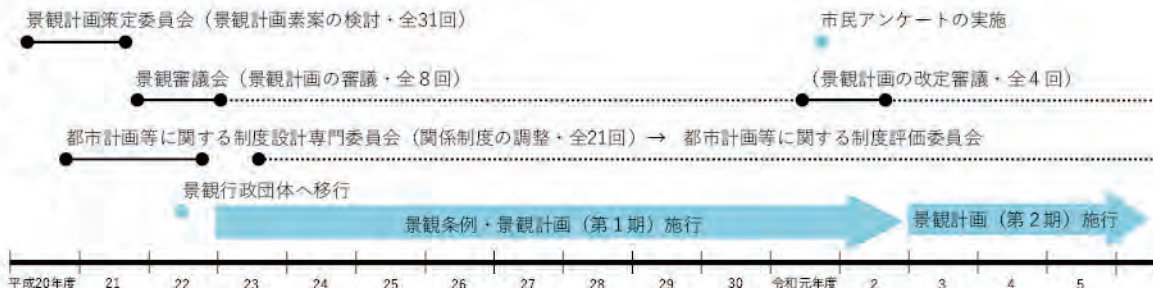 景観計画策定委員会（景観計画素案の検討・全31回）
市民アンケートの実施
景観審議会（景観計画の審議・全８回）
（景観計画の改定審議・全４回）
都市計画等に関する制度設計専門委員会（関係制度の調整・全21回）→ 都市計画等に関する制度評価委員会
景観行政団体へ移行
景観条例・景観計画（第１期）施行
景観計画（第２期）施行
平成20年度 21 22 23 24 25 26 27 28 29 30 令和元年度 2 3 4 5